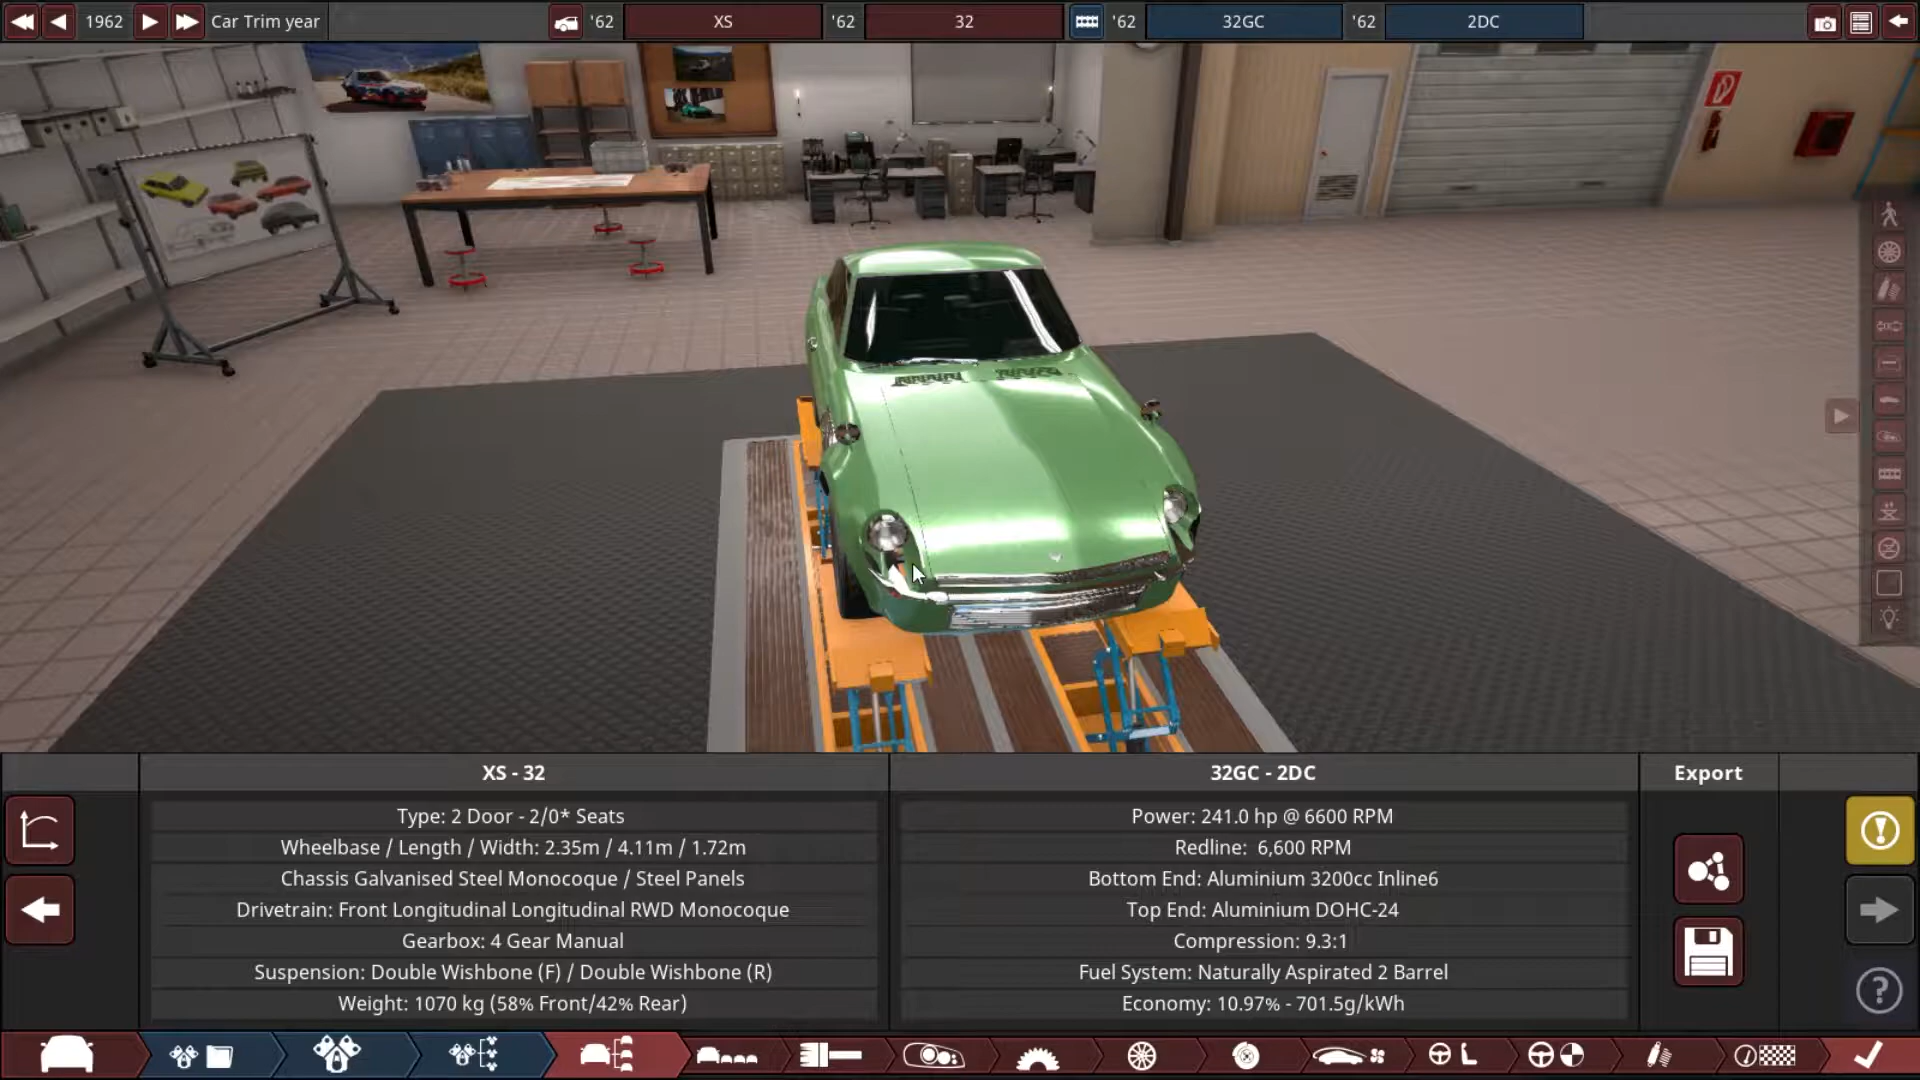 1962 Car Trim year '62 XS '62 32 '62 32GC '62 2DC
XS - 32
Type: 2 Door - 2/0* Seats
Wheelbase / Length / Width: 2.35m / 4.11m / 1.72m
Chassis Galvanised Steel Monocoque / Steel Panels
Drivetrain: Front Longitudinal Longitudinal RWD Monocoque
Gearbox: 4 Gear Manual
Suspension: Double Wishbone (F) / Double Wishbone (R)
Weight: 1070 kg (58% Front/42% Rear)
32GC - 2DC
Power: 241.0 hp @ 6600 RPM
Redline: 6,600 RPM
Bottom End: Aluminium 3200cc Inline6
Top End: Aluminium DOHC-24
Compression: 9.3:1
Fuel System: Naturally Aspirated 2 Barrel
Economy: 10.97% - 701.5g/kWh
Export